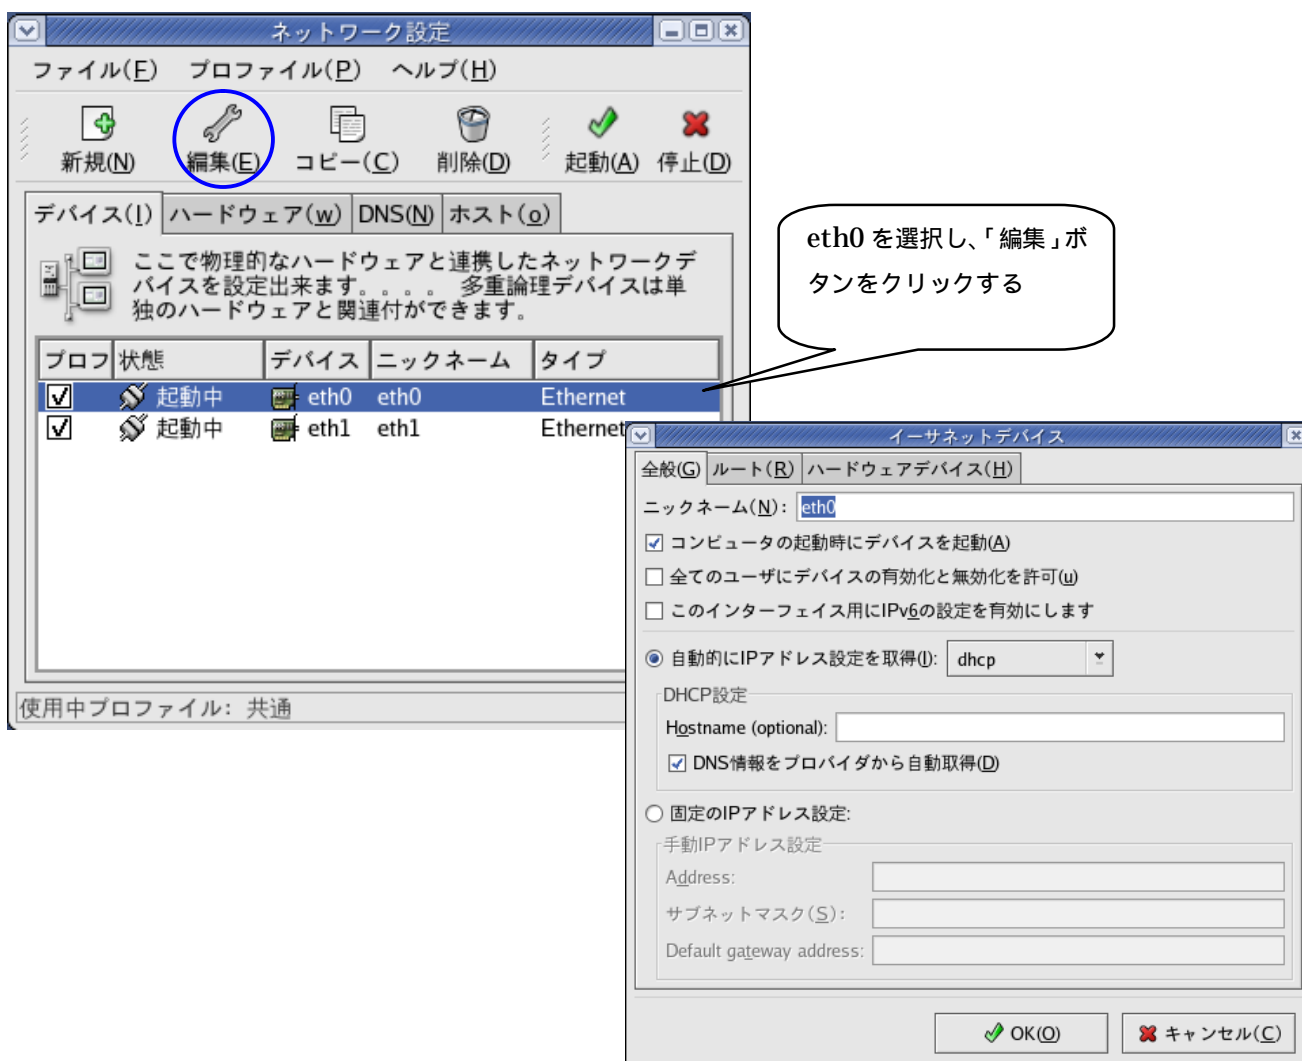 ネットワーク設定
ファイル(F) プロファイル(P) ヘルプ(H)
新規(N) 編集(E) コピー(C) 削除(D) 起動(A) 停止(D)
デバイス(I) ハードウェア(w) DNS(N) ホスト(o)
ここで物理的なハードウェアと連携したネットワークデ
バイスを設定出来ます。。。。 多重論理デバイスは単
独のハードウェアと関連付ができます。
プロフ 状態 デバイス ニックネーム タイプ
起動中 eth0 eth0 Ethernet
起動中 eth1 eth1 Ethernet
使用中プロファイル: 共通
eth0 を選択し、「編集」ボ
タンをクリックする
イーサネットデバイス
全般(G) ルート(R) ハードウェアデバイス(H)
ニックネーム(N): eth0
コンピュータの起動時にデバイスを起動(A)
全てのユーザにデバイスの有効化と無効化を許可(u)
このインターフェイス用にIPv6の設定を有効にします
自動的にIPアドレス設定を取得(I): dhcp
DHCP設定
Hostname (optional):
DNS情報をプロバイダから自動取得(D)
固定のIPアドレス設定:
手動IPアドレス設定
Address:
サブネットマスク(S):
Default gateway address:
OK(O) キャンセル(C)